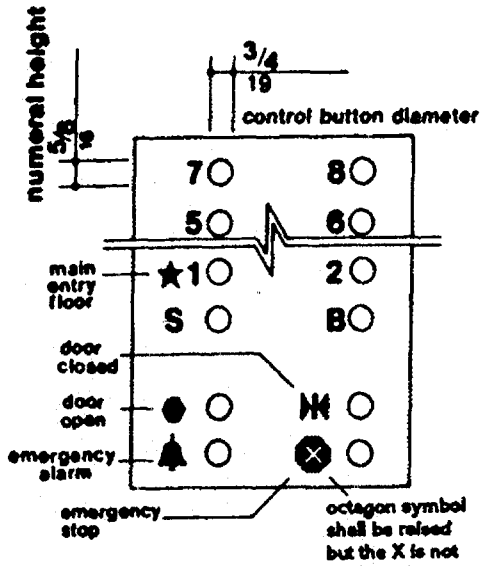 numeral height
5/8
16
3/4
19
control button diameter
7 8
5 6
main
entry
floor
1 2
S B
door
closed
door
open
emergency
alarm
emergency
stop
octagon symbol
shall be raised
but the X is not